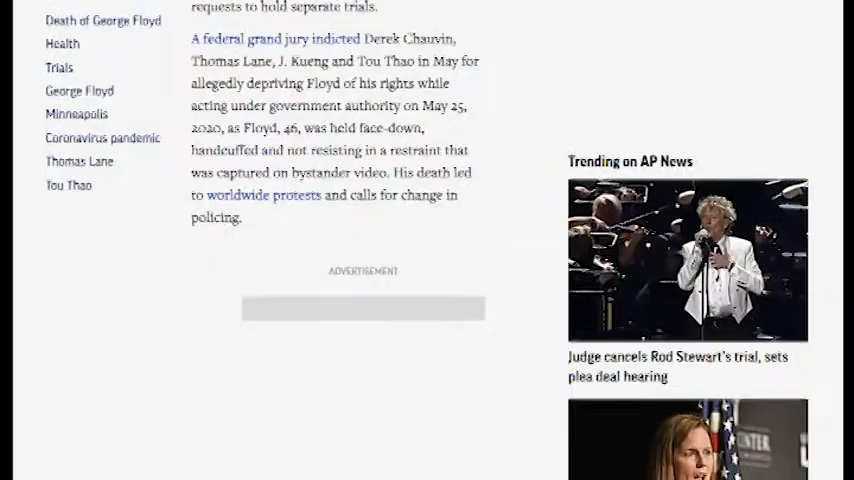 requests to hold separate trials.
Death of George Floyd
Health
Trials
George Floyd
Minneapolis
Coronavirus pandemic
Thomas Lane
Tou Thao
A federal grand jury indicted Derek Chauvin,
Thomas Lane, J. Kueng and Tou Thao in May for
allegedly depriving Floyd of his rights while
acting under government authority on May 25,
2020, as Floyd, 46, was held face-down,
handcuffed and not resisting in a restraint that
was captured on bystander video. His death led
to worldwide protests and calls for change in
policing.
ADVERTISEMENT
Trending on AP News
Judge cancels Rod Stewart's trial, sets
plea deal hearing